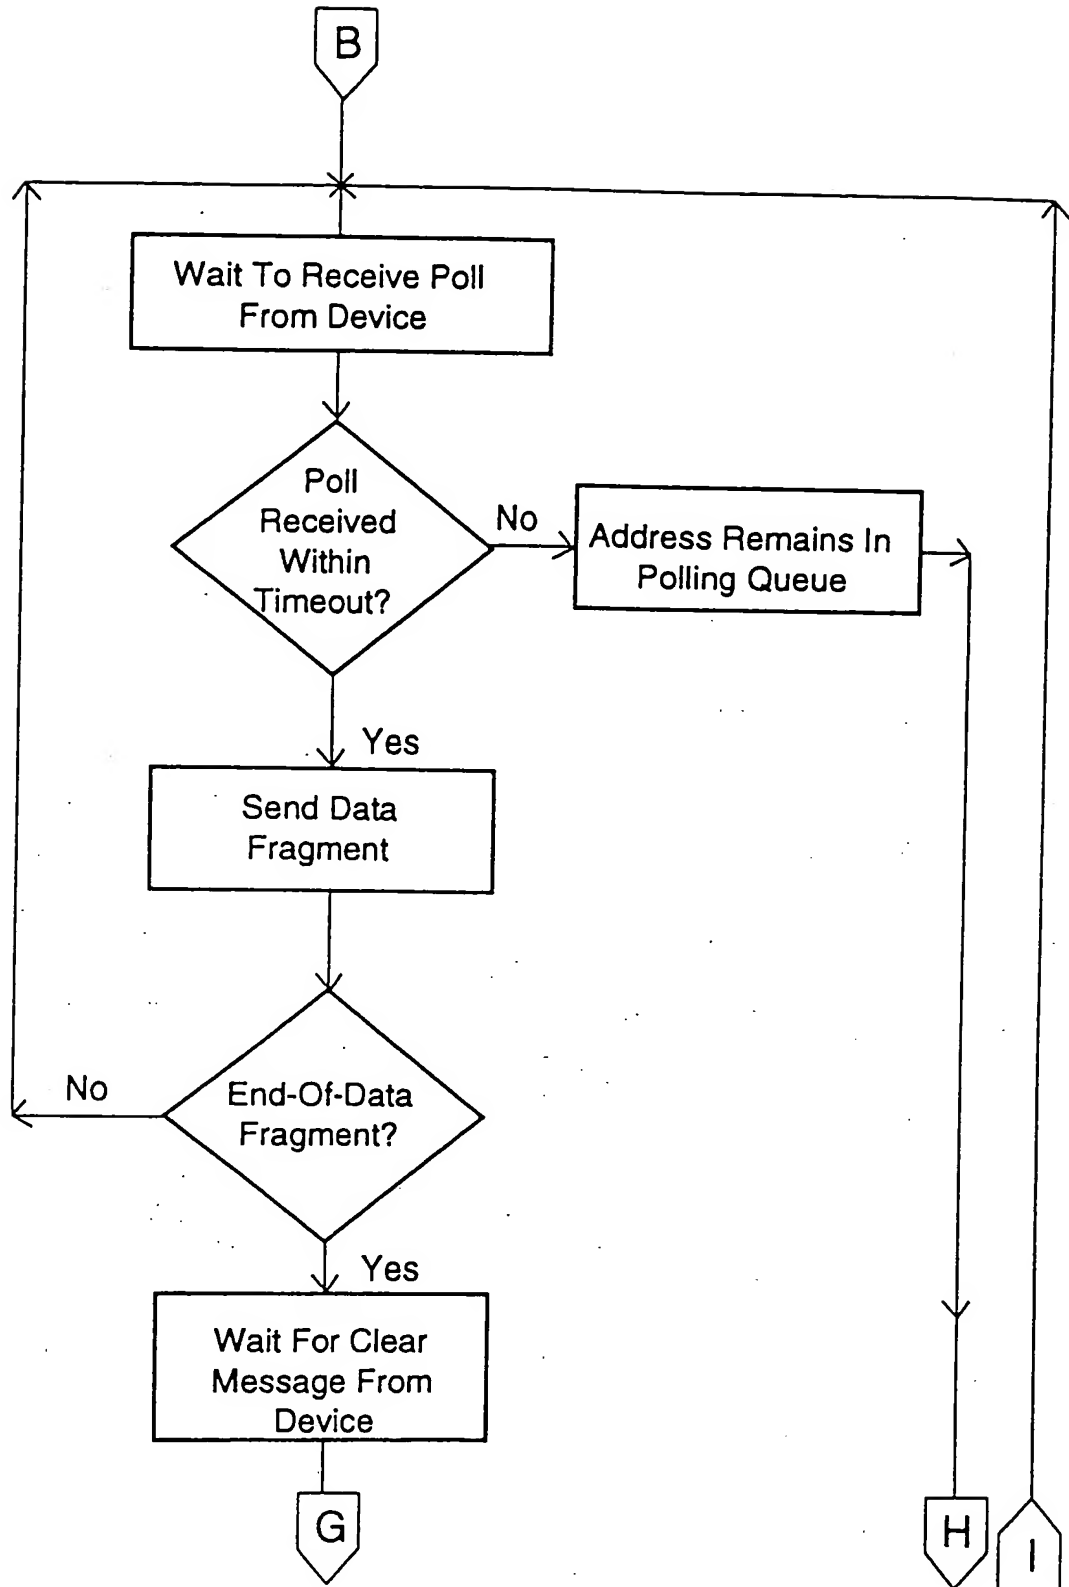 B
Wait To Receive Poll
From Device
Poll
Received
Within
Timeout?
No
Address Remains In
Polling Queue
Yes
Send Data
Fragment
No
End-Of-Data
Fragment?
Yes
Wait For Clear
Message From
Device
G
H
I